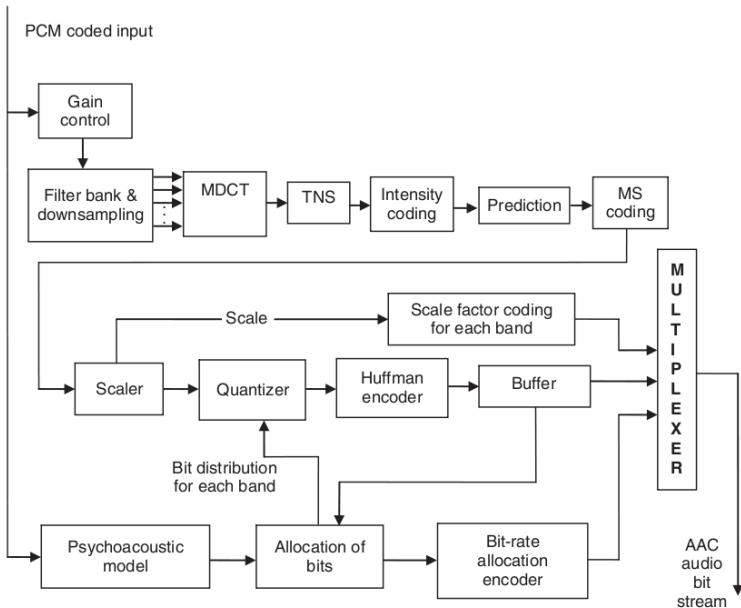 PCM coded input
Gain
control
Filter bank &
downsampling
MDCT
TNS
Intensity
coding
Prediction
MS
coding
MULTIPLEXER
Scale
Scale factor coding
for each band
Scaler
Quantizer
Huffman
encoder
Buffer
Bit distribution
for each band
Psychoacoustic
model
Allocation of
bits
Bit-rate
allocation
encoder
AAC
audio
bit
stream